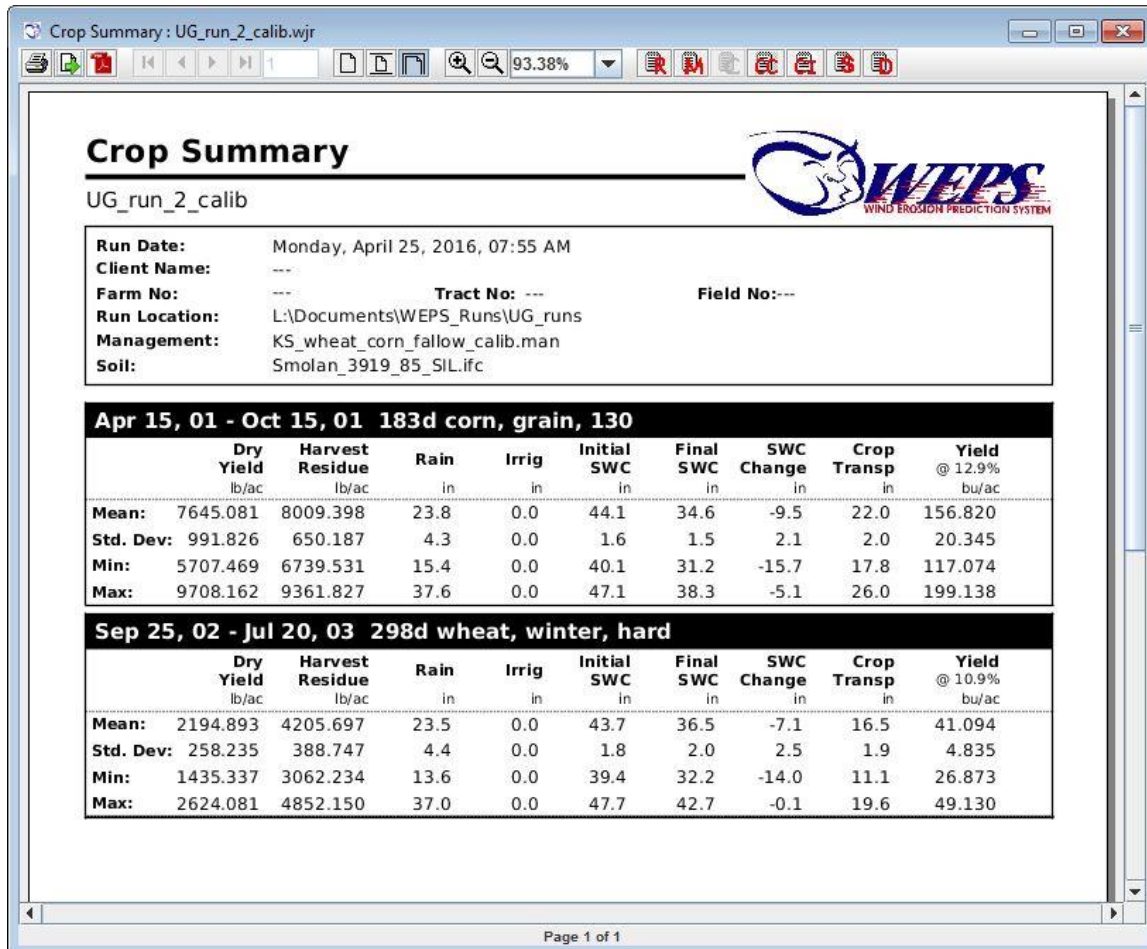 Crop Summary : UG_run_2_calib.wjr
1 93.38% R M C CC CI S D
Crop Summary
WEPS
WIND EROSION PREDICTION SYSTEM
UG_run_2_calib
Run Date: Monday, April 25, 2016, 07:55 AM
Client Name: ---
Farm No: --- Tract No: --- Field No:---
Run Location: L:\Documents\WEPS_Runs\UG_runs
Management: KS_wheat_corn_fallow_calib.man
Soil: Smolan_3919_85_SIL.ifc
Apr 15, 01 - Oct 15, 01 183d corn, grain, 130
Dry Harvest Rain Irrig Initial Final SWC Crop Yield
Yield Residue SWC SWC Change Transp @ 12.9%
lb/ac lb/ac in in in in in in bu/ac
Mean: 7645.081 8009.398 23.8 0.0 44.1 34.6 -9.5 22.0 156.820
Std. Dev: 991.826 650.187 4.3 0.0 1.6 1.5 2.1 2.0 20.345
Min: 5707.469 6739.531 15.4 0.0 40.1 31.2 -15.7 17.8 117.074
Max: 9708.162 9361.827 37.6 0.0 47.1 38.3 -5.1 26.0 199.138
Sep 25, 02 - Jul 20, 03 298d wheat, winter, hard
Dry Harvest Rain Irrig Initial Final SWC Crop Yield
Yield Residue SWC SWC Change Transp @ 10.9%
lb/ac lb/ac in in in in in in bu/ac
Mean: 2194.893 4205.697 23.5 0.0 43.7 36.5 -7.1 16.5 41.094
Std. Dev: 258.235 388.747 4.4 0.0 1.8 2.0 2.5 1.9 4.835
Min: 1435.337 3062.234 13.6 0.0 39.4 32.2 -14.0 11.1 26.873
Max: 2624.081 4852.150 37.0 0.0 47.7 42.7 -0.1 19.6 49.130
Page 1 of 1